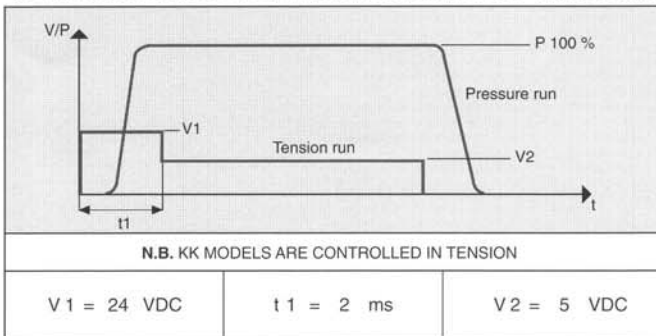 V/P
P 100 %
Pressure run
V1
Tension run
V2
t
t1
N.B. KK MODELS ARE CONTROLLED IN TENSION
V 1 = 24 VDC
t 1 = 2 ms
V 2 = 5 VDC